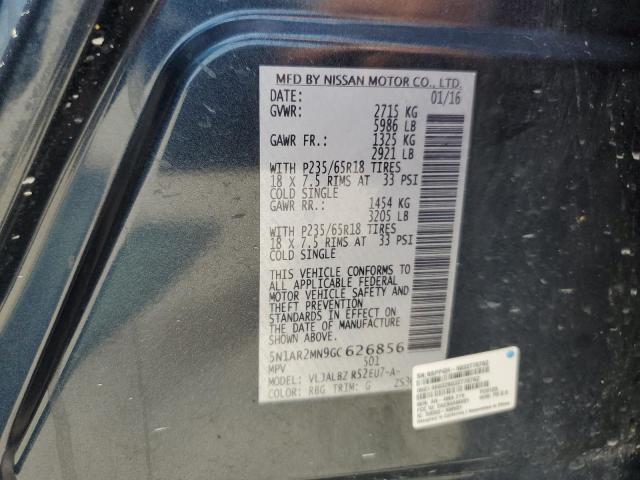 MFD BY NISSAN MOTOR CO., LTD.
DATE: 01/16
GVWR: 2715 KG
5986 LB
GAWR FR.: 1325 KG
2921 LB
WITH P235/65R18 TIRES
18 X 7.5 RIMS AT 33 PSI
COLD SINGLE
GAWR RR.: 1454 KG
3205 LB
WITH P235/65R18 TIRES
18 X 7.5 RIMS AT 33 PSI
COLD SINGLE
THIS VEHICLE CONFORMS TO
ALL APPLICABLE FEDERAL
MOTOR VEHICLE SAFETY AND
THEFT PREVENTION
STANDARDS IN EFFECT ON
THE DATE OF MANUFACTURE
SHOWN ABOVE.
5N1AR2MN9GC626856
MPV 501
MODEL: VLJALBZ R52EU7-A-
COLOR: RBG TRIM: G